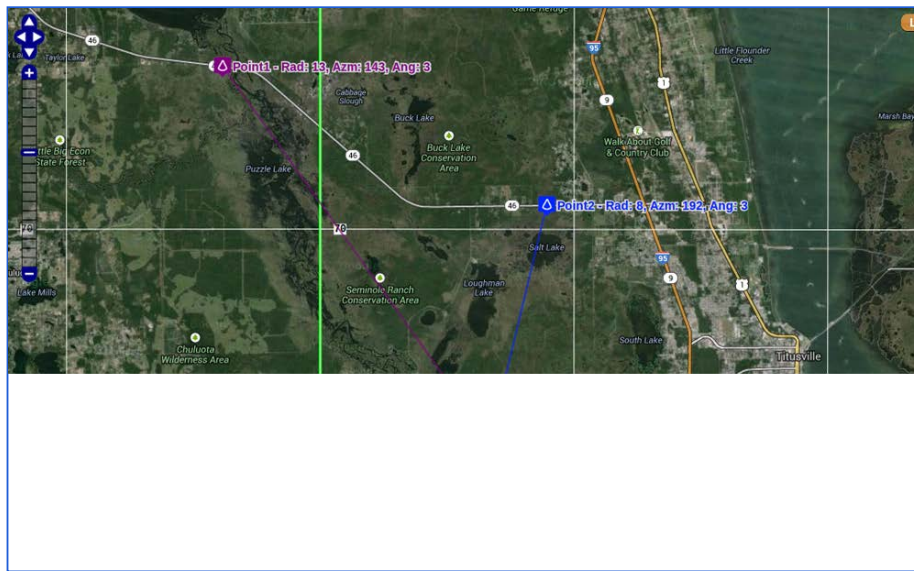 Game Refuge
46
Taylor Lake
95
Little Flounder
Creek
L
Point1 - Rad: 13, Azm: 143, Ang: 3
1
Cabbage
Slough
9
Buck Lake
Marsh Bay
ttle Big Econ
State Forest
Buck Lake
Conservation
Area
Walk About Golf
& Country Club
46
Puzzle Lake
46
Point2 - Rad: 8, Azm: 192, Ang: 3
70
70
Salt Lake
95
Lake Mills
Seminole Ranch
Conservation Area
Loughman
Lake
9
1
Chuluota
Wilderness Area
South Lake
Titusville